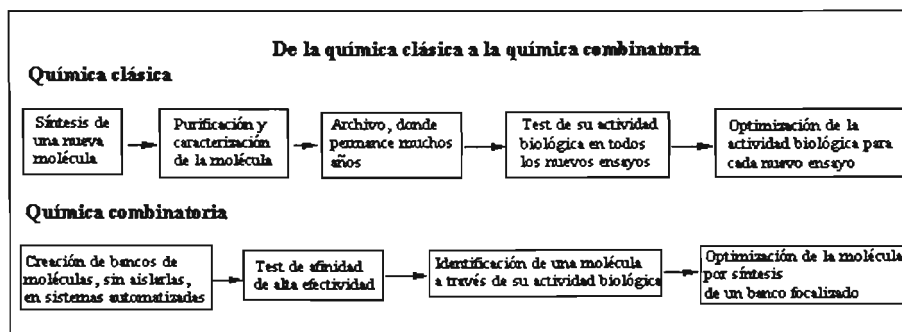 De la química clásica a la química combinatoria
Química clásica
Síntesis de
una nueva
molécula
Purificación y
caracterización
de la molécula
Archivo, donde
permance muchos
años
Test de su actividad
biológica en todos
los nuevos ensayos
Optimización de la
actividad biológica para
cada nuevo ensayo
Química combinatoria
Creación de bancos de
moléculas, sin aislarlas,
en sistemas automatizadas
Test de afinidad
de alta efectividad
Identificación de una molécula
a través de su actividad biológica
Optimización de la molécula
por síntesis
de un banco focalizado